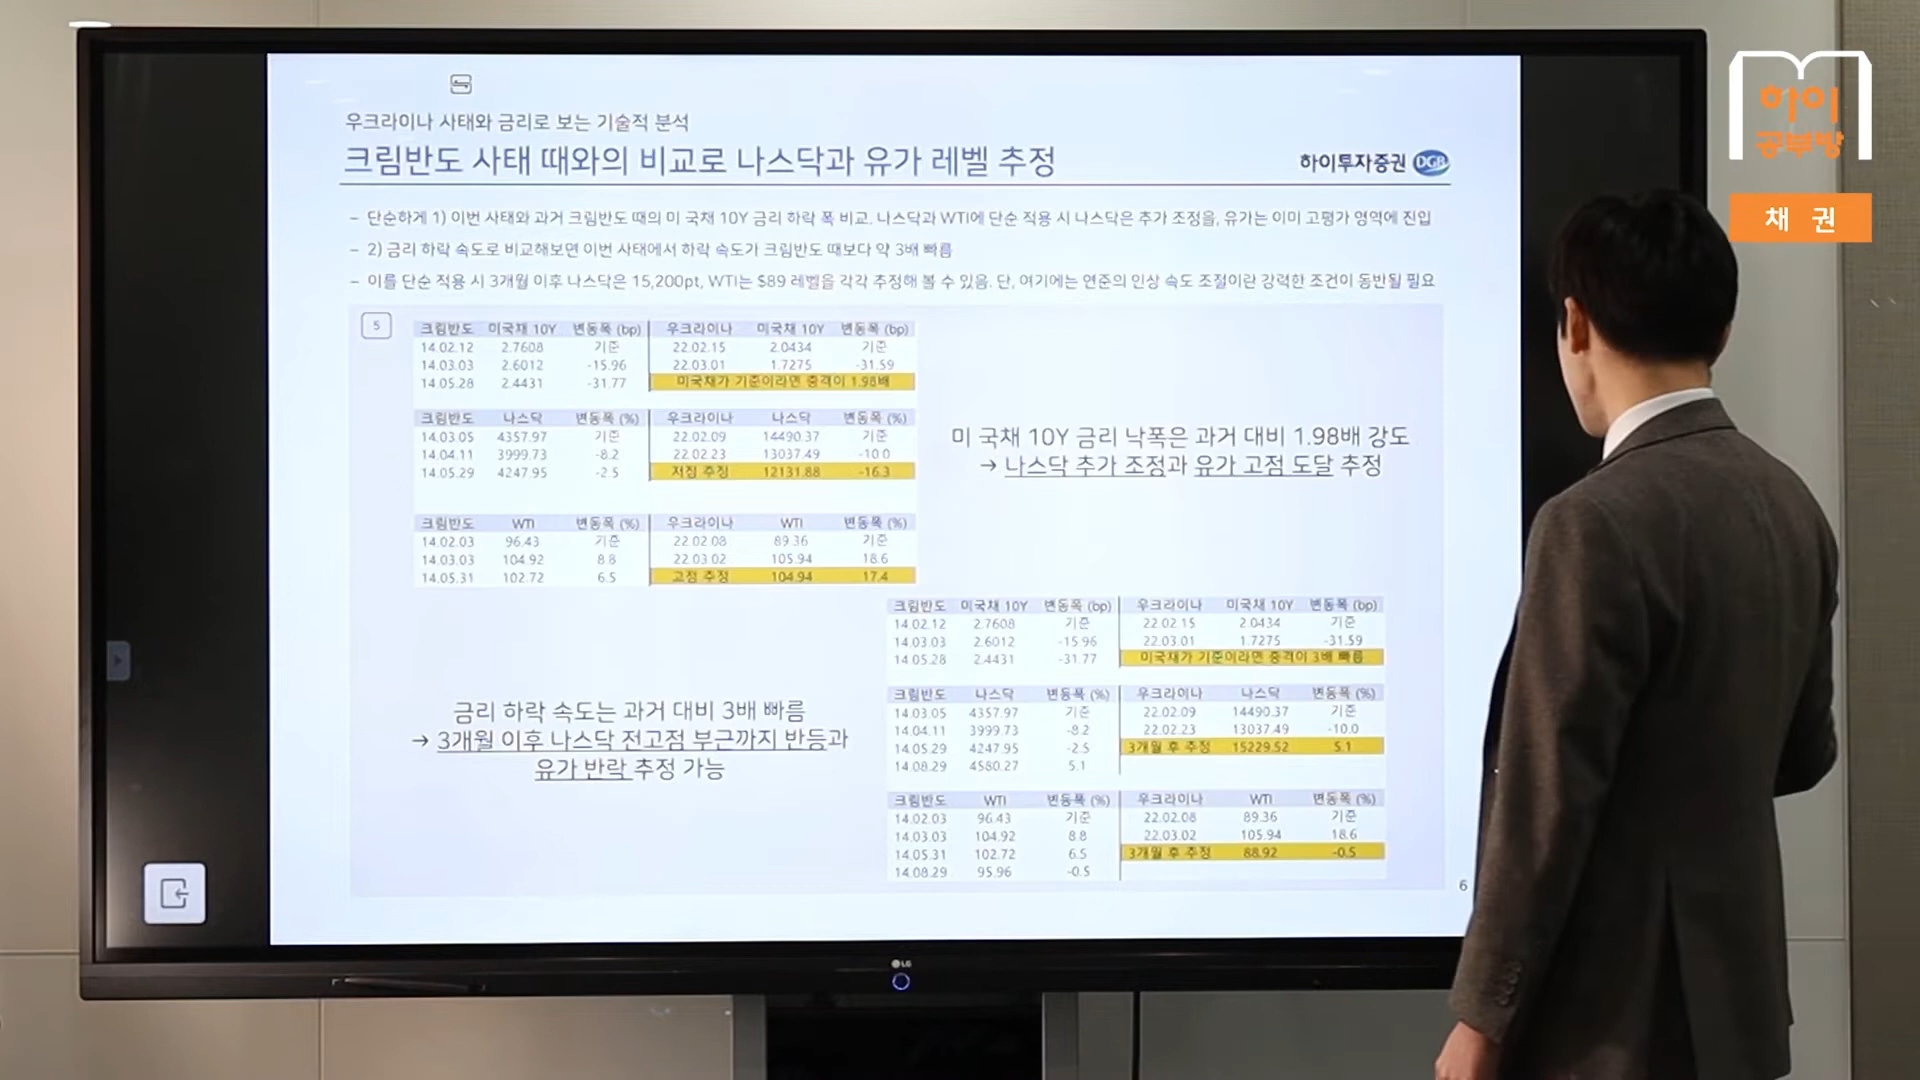 하이
공부방
채권
우크라이나 사태와 금리로 보는 기술적 분석
크림반도 사태 때와의 비교로 나스닥과 유가 레벨 추정
하이투자증권 DGB
– 단순하게 1) 이번 사태와 과거 크림반도 때의 미 국채 10Y 금리 하락 폭 비교. 나스닥과 WTI에 단순 적용 시 나스닥은 추가 조정을, 유가는 이미 고평가 영역에 진입
– 2) 금리 하락 속도로 비교해보면 이번 사태에서 하락 속도가 크림반도 때보다 약 3배 빠름
– 이를 단순 적용 시 3개월 이후 나스닥은 15,200pt, WTI는 $89 레벨을 각각 추정해 볼 수 있음. 단, 여기에는 연준의 인상 속도 조절이란 강력한 조건이 동반될 필요
5
크림반도 미국채 10Y 변동폭 (bp) 우크라이나 미국채 10Y 변동폭 (bp)
14.02.12 2.7608 기준 22.02.15 2.0434 기준
14.03.03 2.6012 -15.96 22.03.01 1.7275 -31.59
14.05.28 2.4431 -31.77 미국채가 기준이라면 충격이 1.98배
크림반도 나스닥 변동폭 (%) 우크라이나 나스닥 변동폭 (%)
14.03.05 4357.97 기준 22.02.09 14490.37 기준
14.04.11 3999.73 -8.2 22.02.23 13037.49 -10.0
14.05.29 4247.95 -2.5 저점 추정 12131.88 -16.3
크림반도 WTI 변동폭 (%) 우크라이나 WTI 변동폭 (%)
14.02.03 96.43 기준 22.02.08 89.36 기준
14.03.03 104.92 8.8 22.03.02 105.94 18.6
14.05.31 102.72 6.5 고점 추정 104.94 17.4
미 국채 10Y 금리 낙폭은 과거 대비 1.98배 강도
→ 나스닥 추가 조정과 유가 고점 도달 추정
금리 하락 속도는 과거 대비 3배 빠름
→ 3개월 이후 나스닥 전고점 부근까지 반등과
유가 반락 추정 가능
크림반도 미국채 10Y 변동폭 (bp) 우크라이나 미국채 10Y 변동폭 (bp)
14.02.12 2.7608 기준 22.02.15 2.0434 기준
14.03.03 2.6012 -15.96 22.03.01 1.7275 -31.59
14.05.28 2.4431 -31.77 미국채가 기준이라면 충격이 3배 빠름
크림반도 나스닥 변동폭 (%) 우크라이나 나스닥 변동폭 (%)
14.03.05 4357.97 기준 22.02.09 14490.37 기준
14.04.11 3999.73 -8.2 22.02.23 13037.49 -10.0
14.05.29 4247.95 -2.5 3개월 후 추정 15229.52 5.1
14.08.29 4580.27 5.1
크림반도 WTI 변동폭 (%) 우크라이나 WTI 변동폭 (%)
14.02.03 96.43 기준 22.02.08 89.36 기준
14.03.03 104.92 8.8 22.03.02 105.94 18.6
14.05.31 102.72 6.5 3개월 후 추정 88.92 -0.5
14.08.29 95.96 -0.5
6
LG